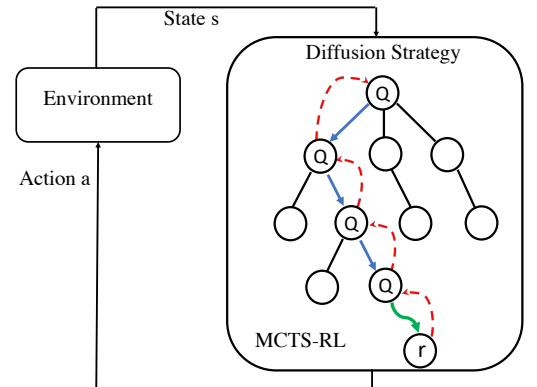 State s
Diffusion Strategy
Environment
Q
Q
Action a
Q
Q
MCTS-RL
r